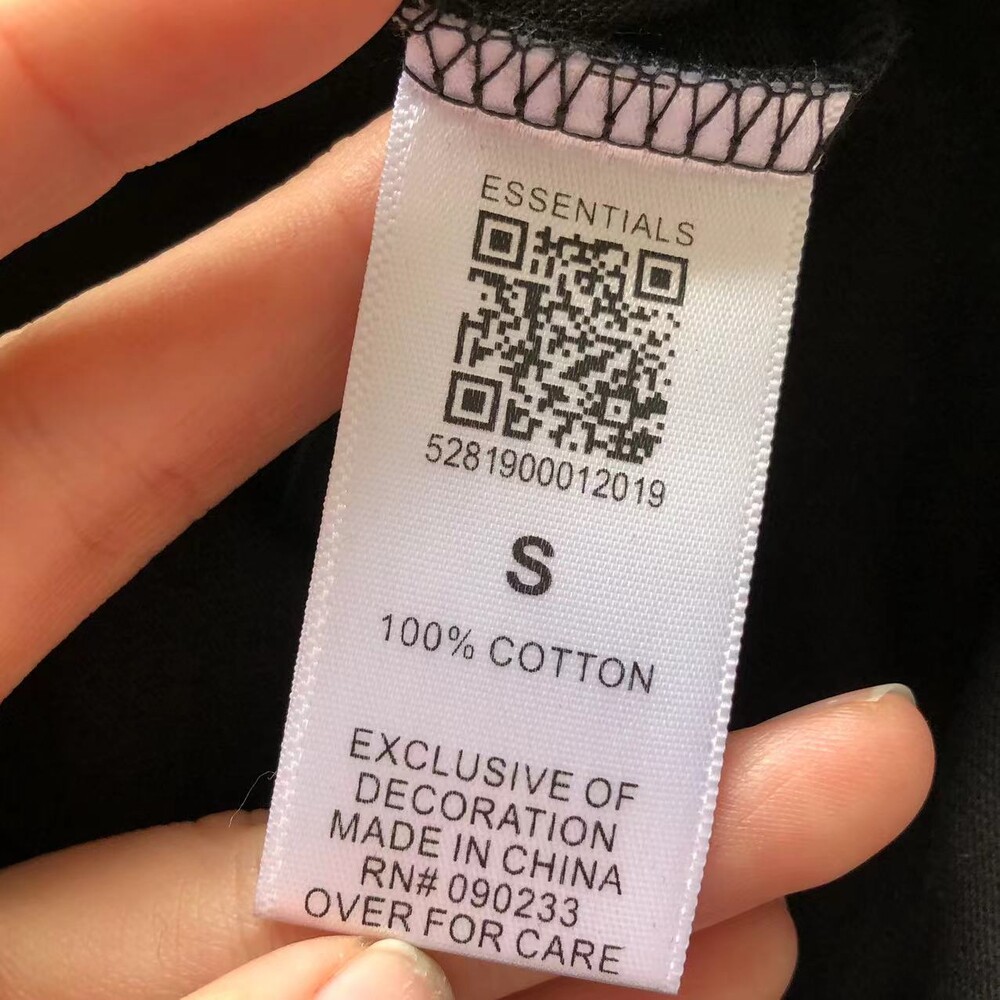 ESSENTIALS
5281900012019
S
100% COTTON
EXCLUSIVE OF
DECORATION
MADE IN CHINA
RN# 090233
OVER FOR CARE